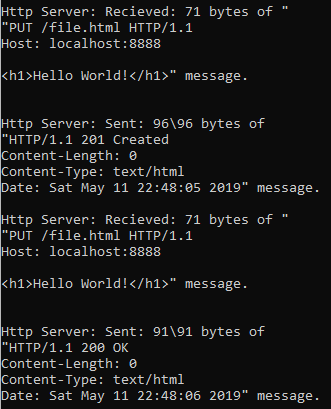 Http Server: Recieved: 71 bytes of "
"PUT /file.html HTTP/1.1
Host: localhost:8888
<h1>Hello World!</h1>" message.
Http Server: Sent: 96\96 bytes of
"HTTP/1.1 201 Created
Content-Length: 0
Content-Type: text/html
Date: Sat May 11 22:48:05 2019" message.
Http Server: Recieved: 71 bytes of "
"PUT /file.html HTTP/1.1
Host: localhost:8888
<h1>Hello World!</h1>" message.
Http Server: Sent: 91\91 bytes of
"HTTP/1.1 200 OK
Content-Length: 0
Content-Type: text/html
Date: Sat May 11 22:48:06 2019" message.